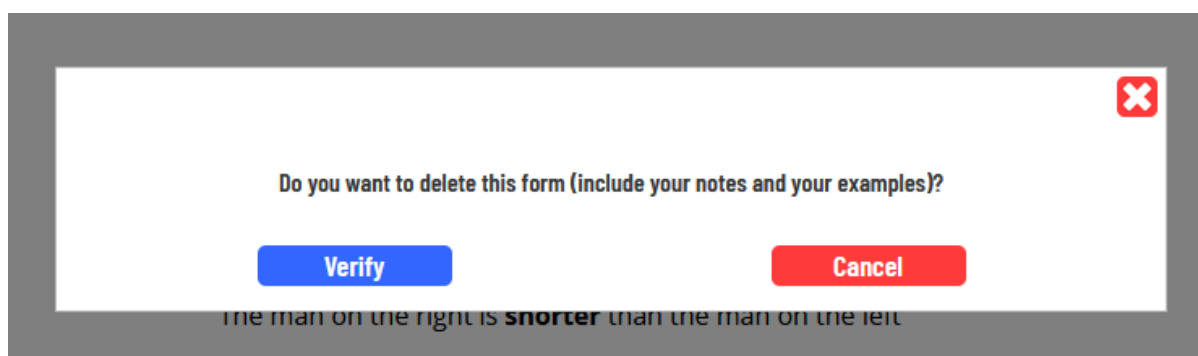 Do you want to delete this form (include your notes and your examples)?
Verify
Cancel
The man on the right is shorter than the man on the left